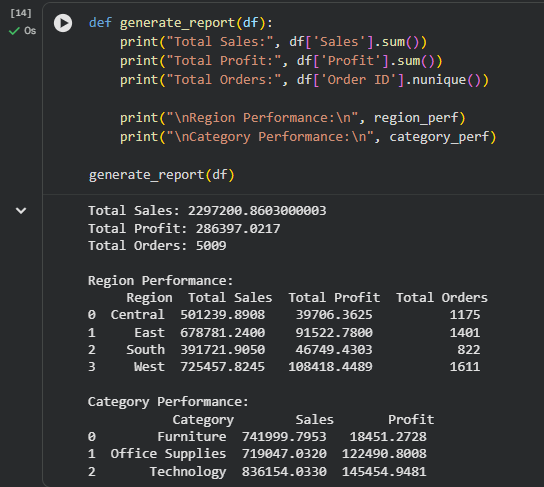 [14]
0s
def generate_report(df):
    print("Total Sales:", df['Sales'].sum())
    print("Total Profit:", df['Profit'].sum())
    print("Total Orders:", df['Order ID'].nunique())

    print("\nRegion Performance:\n", region_perf)
    print("\nCategory Performance:\n", category_perf)

generate_report(df)
Total Sales: 2297200.8603000003
Total Profit: 286397.0217
Total Orders: 5009

Region Performance:
     Region  Total Sales  Total Profit  Total Orders
0  Central  501239.8908    39706.3625          1175
1     East  678781.2400    91522.7800          1401
2    South  391721.9050    46749.4303           822
3     West  725457.8245   108418.4489          1611

Category Performance:
           Category        Sales       Profit
0        Furniture  741999.7953   18451.2728
1  Office Supplies  719047.0320  122490.8008
2       Technology  836154.0330  145454.9481